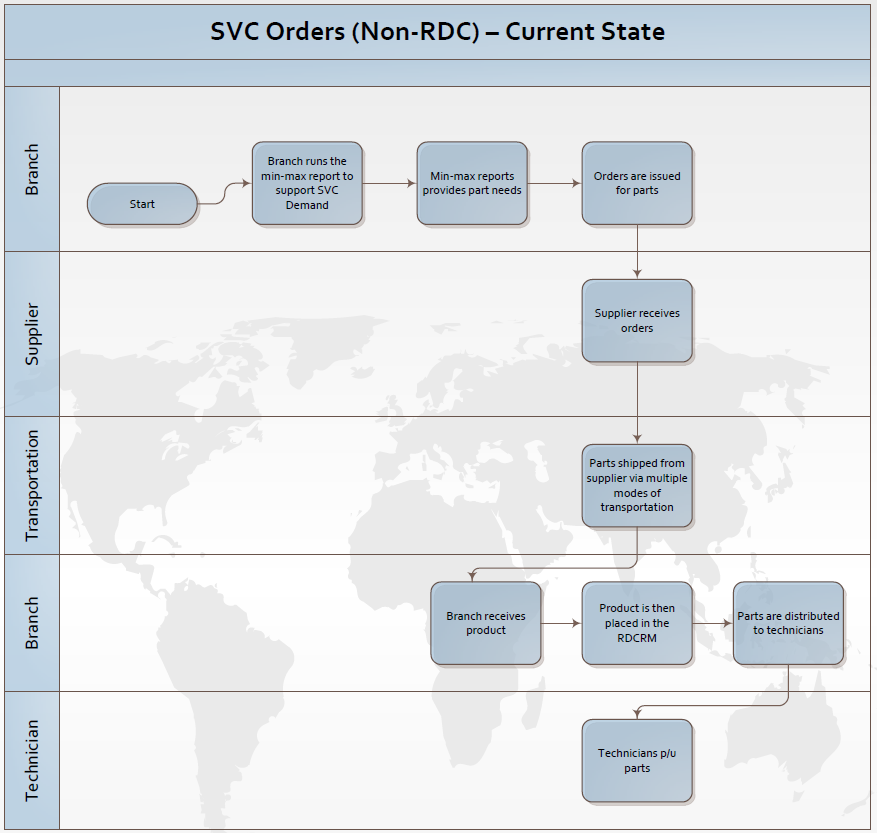 SVC Orders (Non-RDC) – Current State
Branch
Start
Branch runs the
min-max report to
support SVC
Demand
Min-max reports
provides part needs
Orders are issued
for parts
Supplier
Supplier receives
orders
Transportation
Parts shipped from
supplier via multiple
modes of
transportation
Branch
Branch receives
product
Product is then
placed in the
RDCRM
Parts are distributed
to technicians
Technician
Technicians p/u
parts